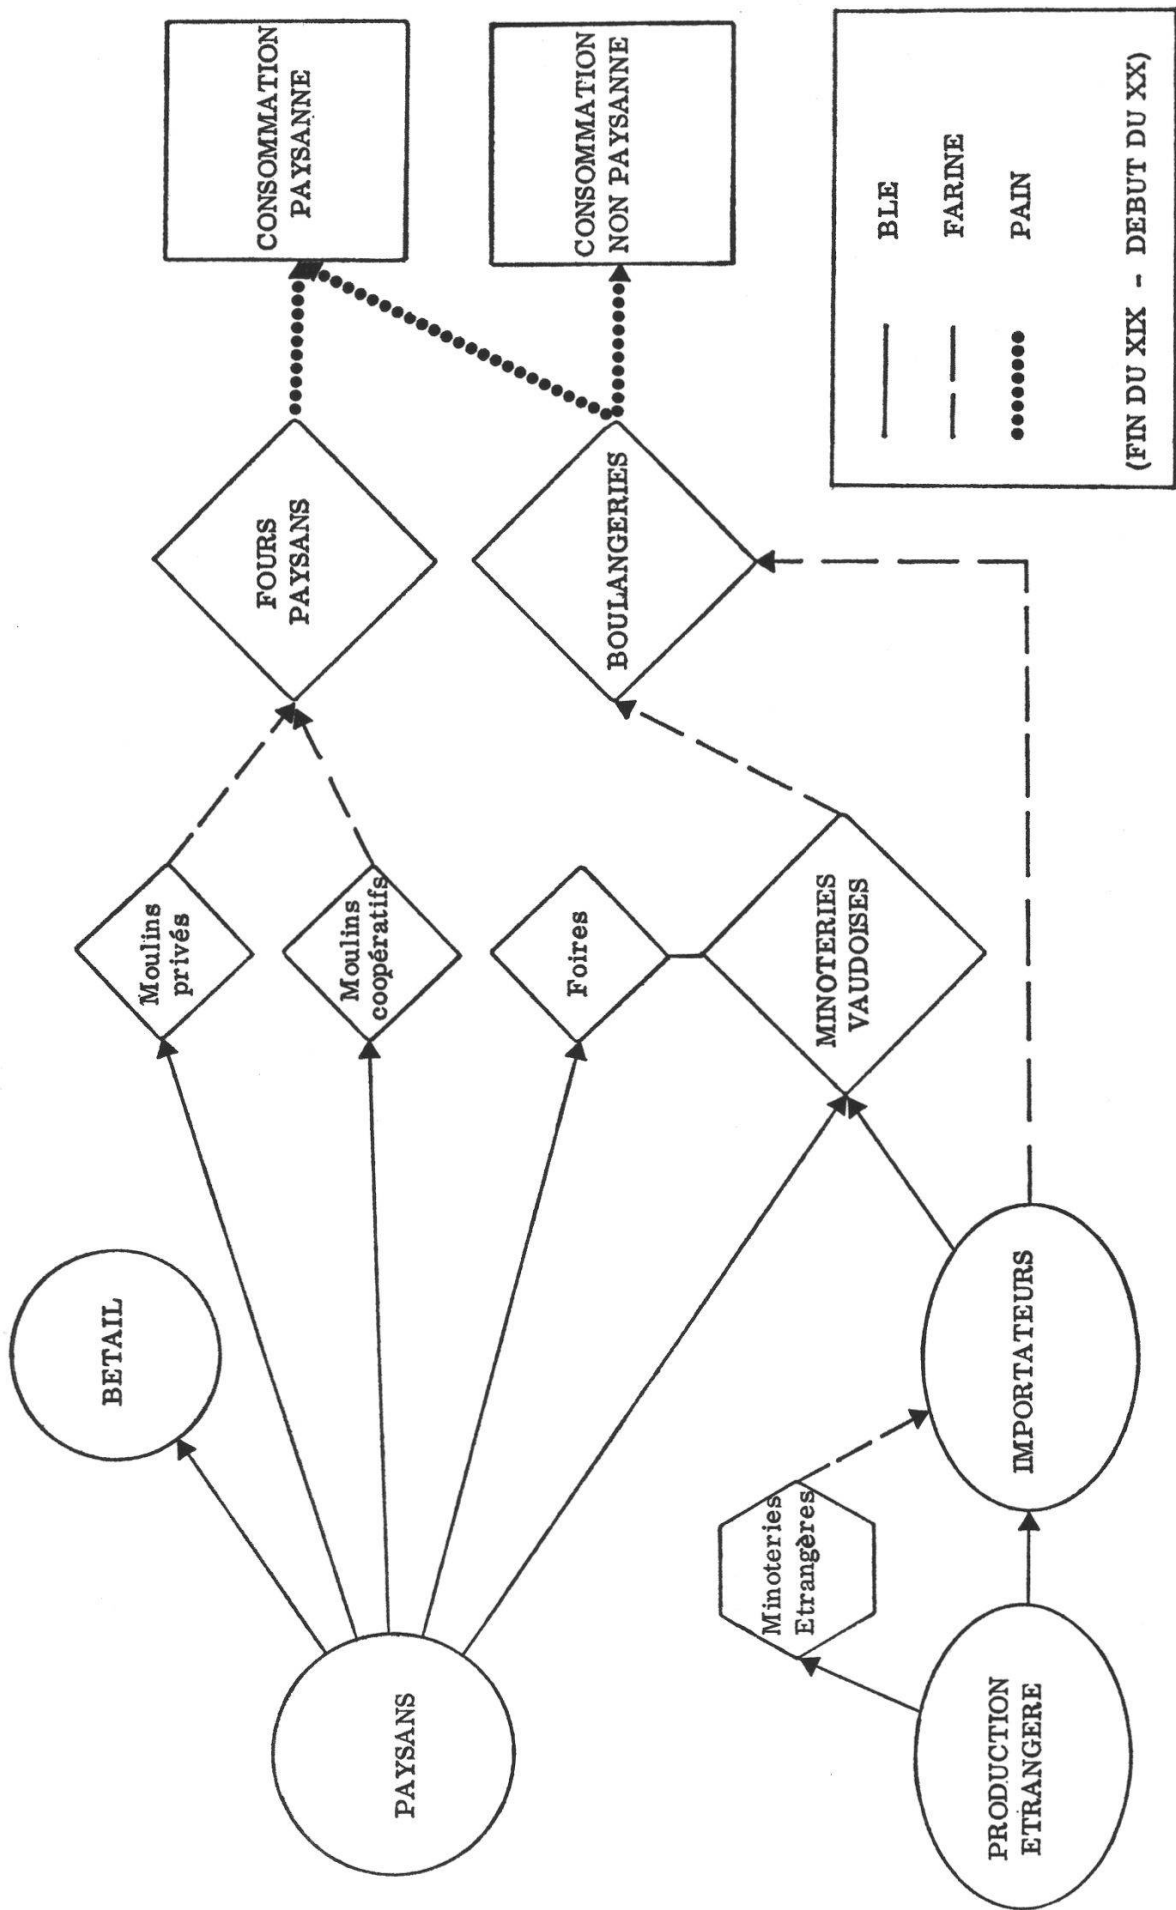 BETAIL
PAYSANS
Moulins
privés
Moulins
coopératifs
Foires
MINOTERIES
VAUDOISES
FOURS
PAYSANS
BOULANGERIES
CONSOMMATION
PAYSANNE
CONSOMMATION
NON PAYSANNE
PRODUCTION
ETRANGERE
Minoteries
Etrangères
IMPORTATEURS
BLE
FARINE
PAIN
(FIN DU XIX - DEBUT DU XX)